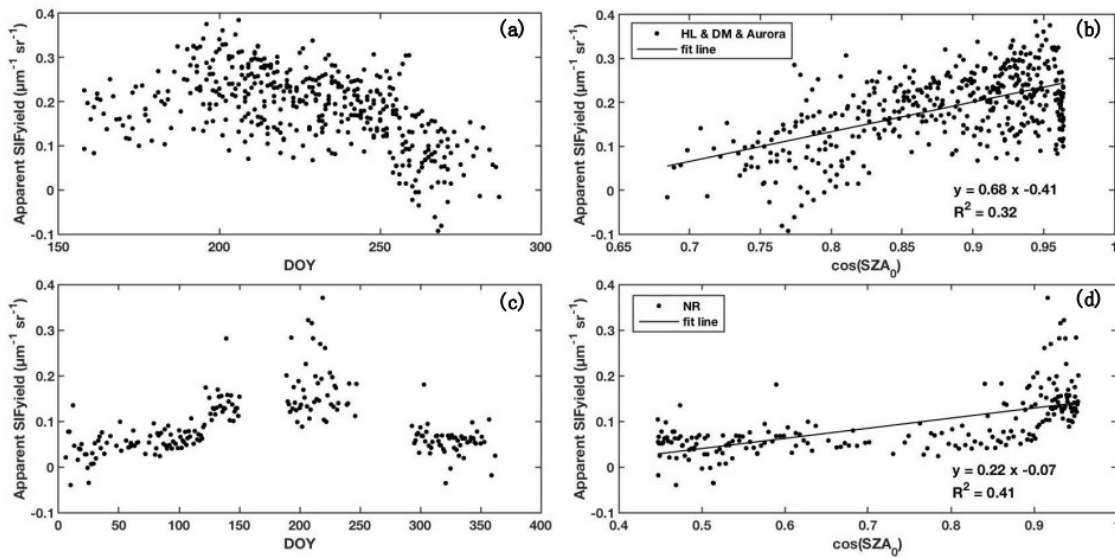 (a)
Apparent SIFyield (μm⁻¹ sr⁻¹)
0.4
0.3
0.2
0.1
0
-0.1
150 200 250 300
DOY
(b)
HL & DM & Aurora
fit line
Apparent SIFyield (μm⁻¹ sr⁻¹)
0.4
0.3
0.2
0.1
0
-0.1
y = 0.68 x -0.41
R² = 0.32
0.65 0.7 0.75 0.8 0.85 0.9 0.95 1
cos(SZA₀)
(c)
Apparent SIFyield (μm⁻¹ sr⁻¹)
0.4
0.3
0.2
0.1
0
-0.1
0 50 100 150 200 250 300 350 400
DOY
(d)
NR
fit line
Apparent SIFyield (μm⁻¹ sr⁻¹)
0.4
0.3
0.2
0.1
0
-0.1
y = 0.22 x -0.07
R² = 0.41
0.4 0.5 0.6 0.7 0.8 0.9 1
cos(SZA₀)